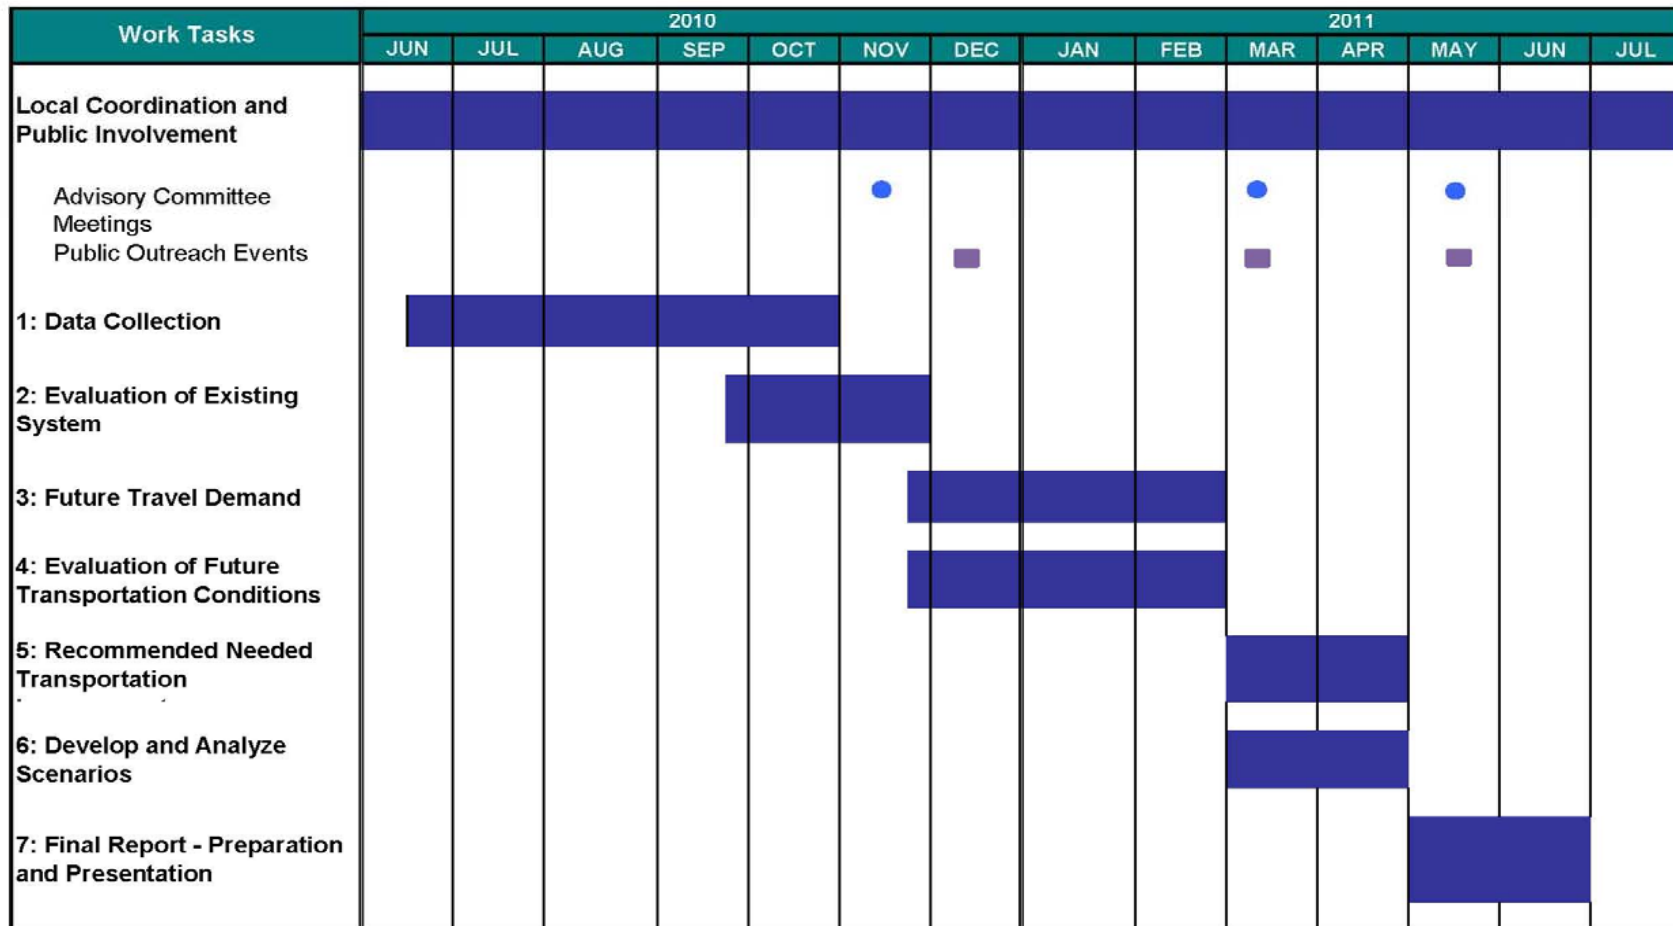 Work Tasks
2010
2011
JUN JUL AUG SEP OCT NOV DEC JAN FEB MAR APR MAY JUN JUL
Local Coordination and
Public Involvement
Advisory Committee
Meetings
Public Outreach Events
1: Data Collection
2: Evaluation of Existing
System
3: Future Travel Demand
4: Evaluation of Future
Transportation Conditions
5: Recommended Needed
Transportation
6: Develop and Analyze
Scenarios
7: Final Report - Preparation
and Presentation